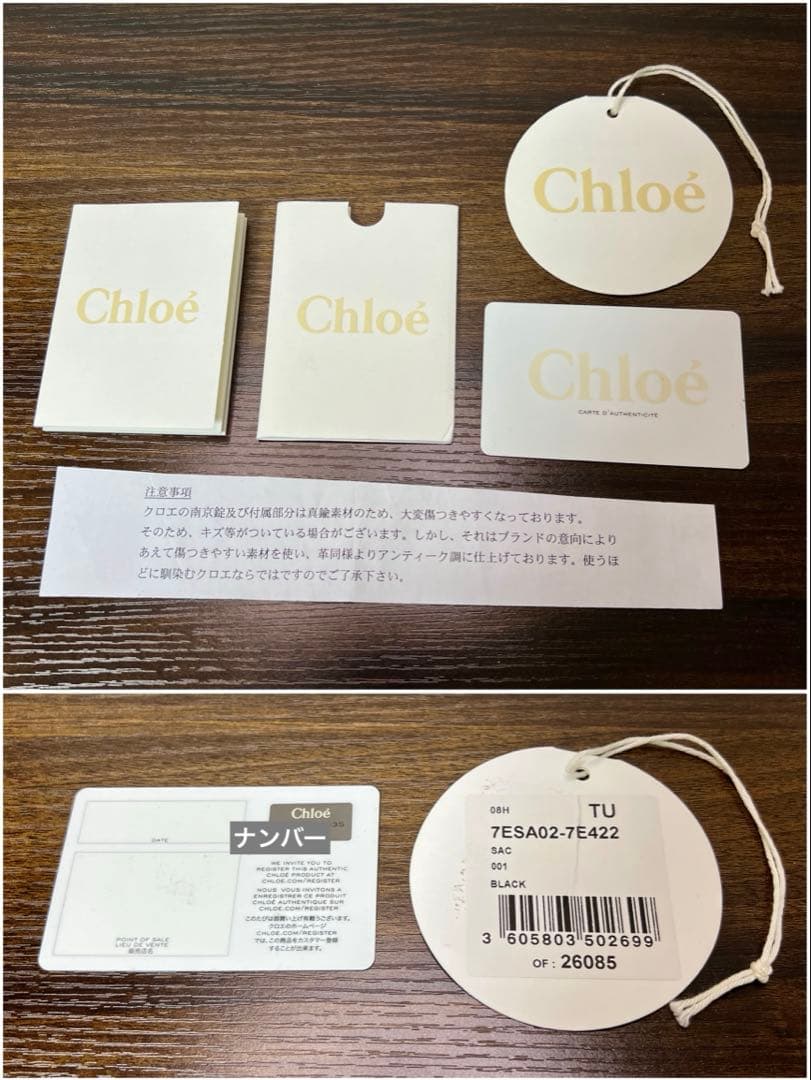 Chloé
Chloé
Chloé
Chloé
CARTE D'AUTHENTICITÉ
注意事項
クロエの南京錠及び付属部分は真鍮素材のため、大変傷つきやすくなっております。
そのため、キズ等がついている場合がございます。しかし、それはブランドの意向により
あえて傷つきやすい素材を使い、革同様よりアンティーク調に仕上げております。使うほ
どに馴染むクロエならではですのでご了承下さい。
DATE
Chloé
ナンバー
WE INVITE YOU TO
REGISTER THIS AUTHENTIC
CHLOÉ PRODUCT AT
CHLOE.COM/REGISTER
NOUS VOUS INVITONS A
ENREGISTRER CE PRODUIT
CHLOÉ AUTHENTIQUE SUR
CHLOE.COM/REGISTER
このたびは御買い上げ有難うございます。
クロエのホームページ
CHLOE.COM/REGISTER
では、この商品をカスタマー登録
することが出来ます。
POINT OF SALE
LIEU DE VENTE
販売店名
08H TU
7ESA02-7E422
SAC
001
BLACK
3 605803 502699
OF : 26085